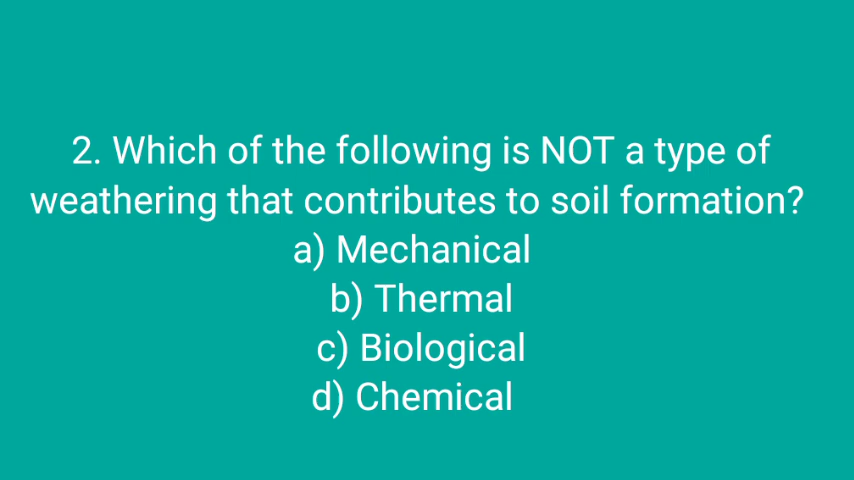 2. Which of the following is NOT a type of
weathering that contributes to soil formation?
a) Mechanical
b) Thermal
c) Biological
d) Chemical